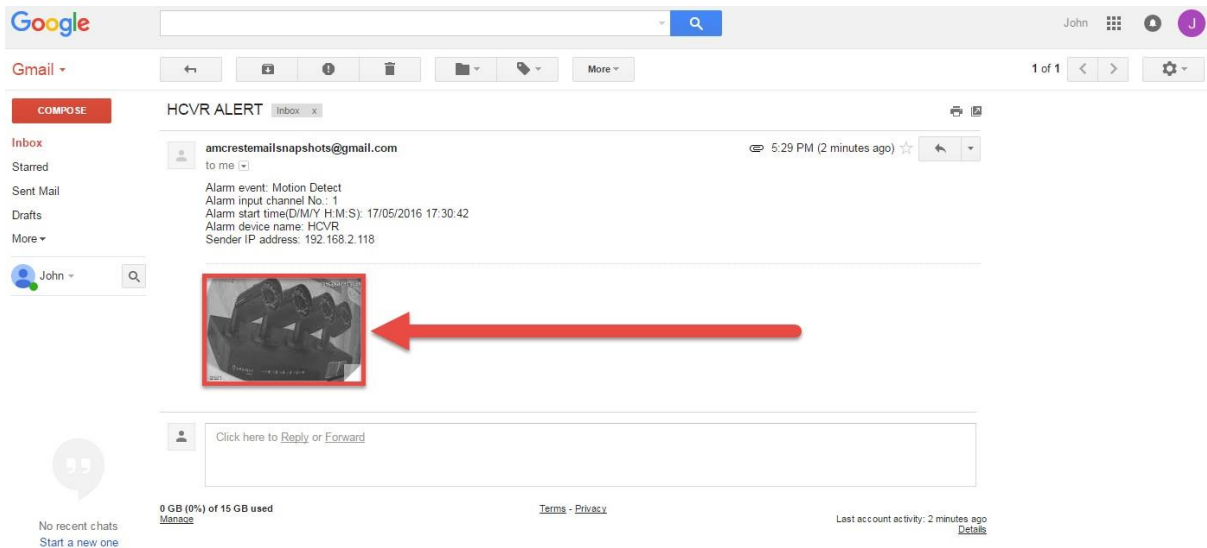 Google
John
J
Gmail
More
1 of 1
COMPOSE
HCVR ALERT Inbox x
Inbox
Starred
Sent Mail
Drafts
More
John
amcrestemailsnapshots@gmail.com
5:29 PM (2 minutes ago)
to me
Alarm event: Motion Detect
Alarm input channel No.: 1
Alarm start time(D/M/Y H:M:S): 17/05/2016 17:30:42
Alarm device name: HCVR
Sender IP address: 192.168.2.118
Click here to Reply or Forward
0 GB (0%) of 15 GB used
Manage
Terms - Privacy
Last account activity: 2 minutes ago
Details
No recent chats
Start a new one